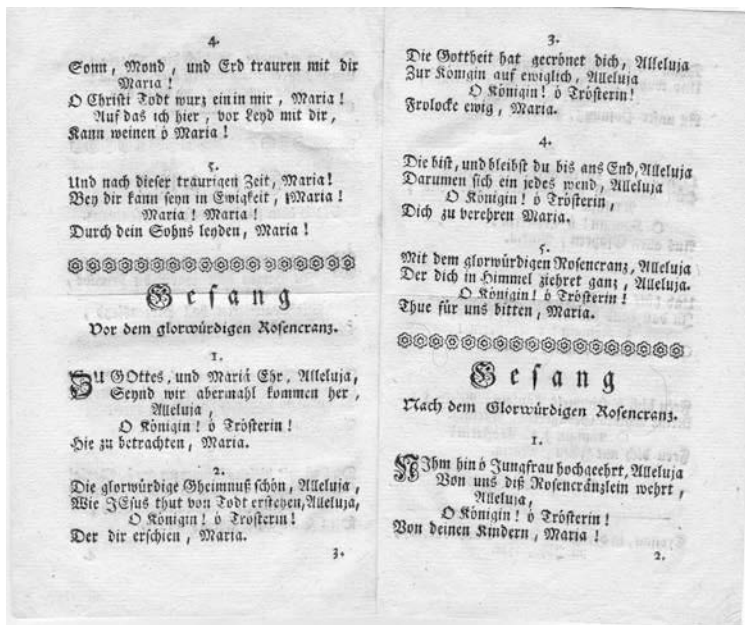 4.
Sonn, Mond, und Erd trauren mit dir
Maria!
O Christi Todt wurz ein in mir, Maria!
Auf das ich hier, vor Leyd mit dir,
Kann weinen ó Maria!
5.
Und nach dieser traurigen Zeit, Maria!
Bey dir kann seyn in Ewigkeit, Maria!
Maria! Maria!
Durch dein Sohns leyden, Maria!
Gesang
Vor dem glorwürdigen Rosencranz.
1.
ZU GOttes, und Mariä Ehr, Alleluja,
Seynd wir abermahl kommen her,
Alleluja,
O Königin! ó Trösterin!
Hie zu betrachten, Maria.
2.
Die glorwürdige Gheimnuß schön, Alleluja,
Wie JEsus thut von Todt erstehen, Alleluja,
O Königin! ó Trösterin!
Der dir erschien, Maria.
3.
3.
Die Gottheit hat gecrönet dich, Alleluja
Zur Königin auf ewiglich, Alleluja
O Königin! ó Trösterin!
Frolocke ewig, Maria.
4.
Die bist, und bleibst du bis ans End, Alleluja
Darumen sich ein jedes wend, Alleluja
O Königin! ó Trösterin,
Dich zu verehren Maria.
5.
Mit dem glorwürdigen Rosencranz, Alleluja
Der dich in Himmel ziehret ganz, Alleluja.
O Königin! ó Trösterin!
Thue für uns bitten, Maria.
Gesang
Nach dem Glorwürdigen Rosencranz.
1.
NIhm hin ó Jungfrau hochgeehrt, Alleluja
Von uns diß Rosencränzlein wehrt,
Alleluja,
O Königin! ó Trösterin!
Von deinen Kindern, Maria!
2.